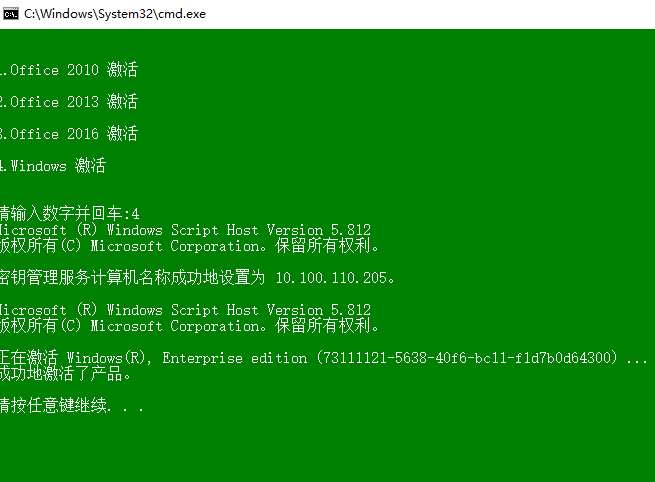 C:\Windows\System32\cmd.exe
1.Office 2010 激活
2.Office 2013 激活
3.Office 2016 激活
4.Windows 激活
请输入数字并回车:4
Microsoft (R) Windows Script Host Version 5.812
版权所有(C) Microsoft Corporation。保留所有权利。
密钥管理服务计算机名称成功地设置为 10.100.110.205。
Microsoft (R) Windows Script Host Version 5.812
版权所有(C) Microsoft Corporation。保留所有权利。
正在激活 Windows(R), Enterprise edition (73111121-5638-40f6-bc11-f1d7b0d64300) ...
成功地激活了产品。
请按任意键继续. . .